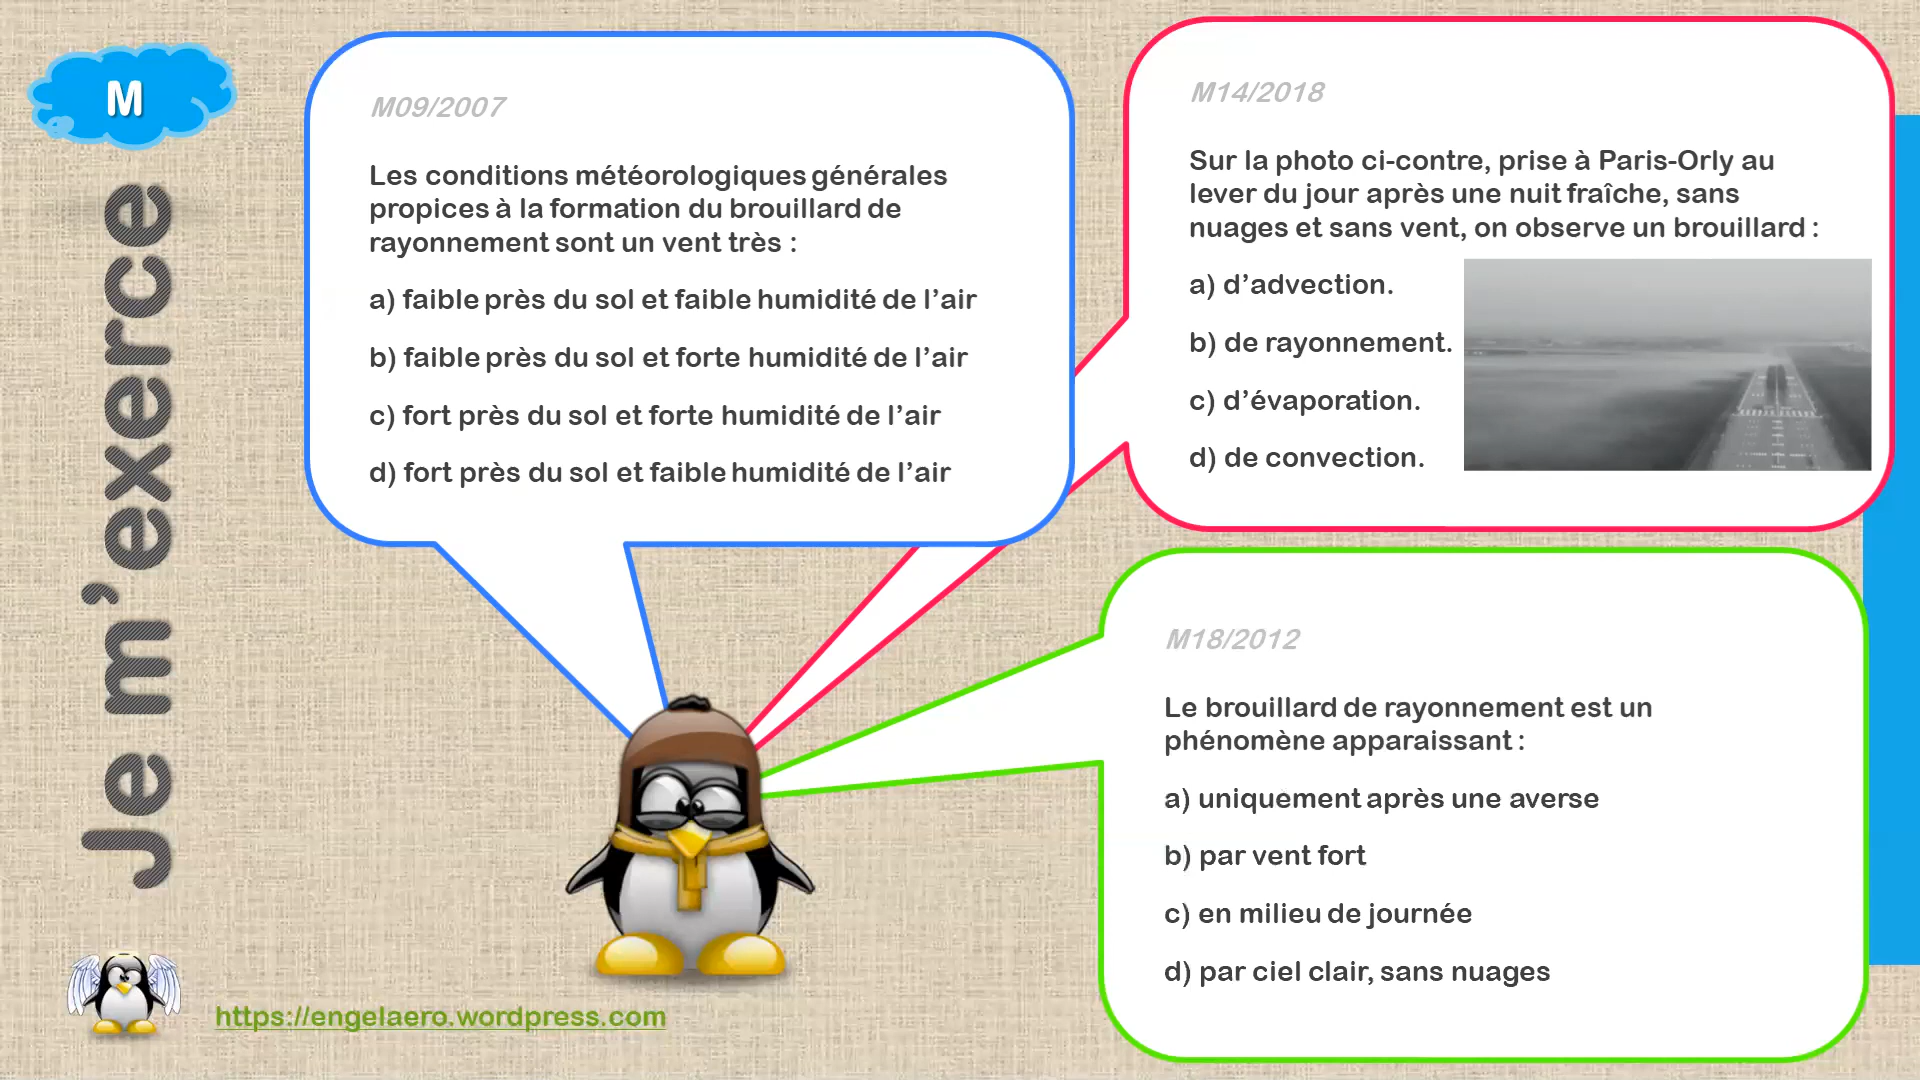 M
Je m’exerce
M09/2007
Les conditions météorologiques générales
propices à la formation du brouillard de
rayonnement sont un vent très :
a) faible près du sol et faible humidité de l’air
b) faible près du sol et forte humidité de l’air
c) fort près du sol et forte humidité de l’air
d) fort près du sol et faible humidité de l’air
M14/2018
Sur la photo ci-contre, prise à Paris-Orly au
lever du jour après une nuit fraîche, sans
nuages et sans vent, on observe un brouillard :
a) d’advection.
b) de rayonnement.
c) d’évaporation.
d) de convection.
M18/2012
Le brouillard de rayonnement est un
phénomène apparaissant :
a) uniquement après une averse
b) par vent fort
c) en milieu de journée
d) par ciel clair, sans nuages
https://engelaero.wordpress.com